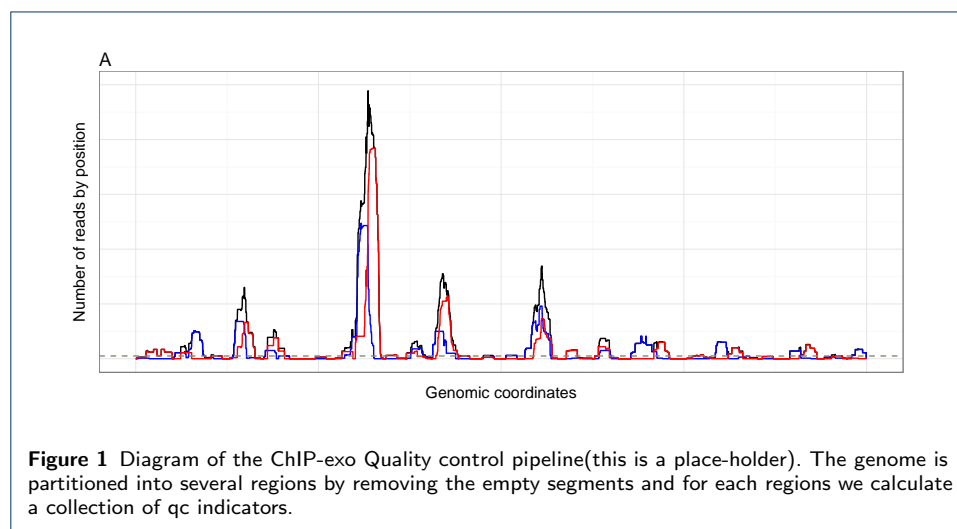 A
Number of reads by position
Genomic coordinates
Figure 1 Diagram of the ChIP-exo Quality control pipeline(this is a place-holder). The genome is
partitioned into several regions by removing the empty segments and for each regions we calculate
a collection of qc indicators.